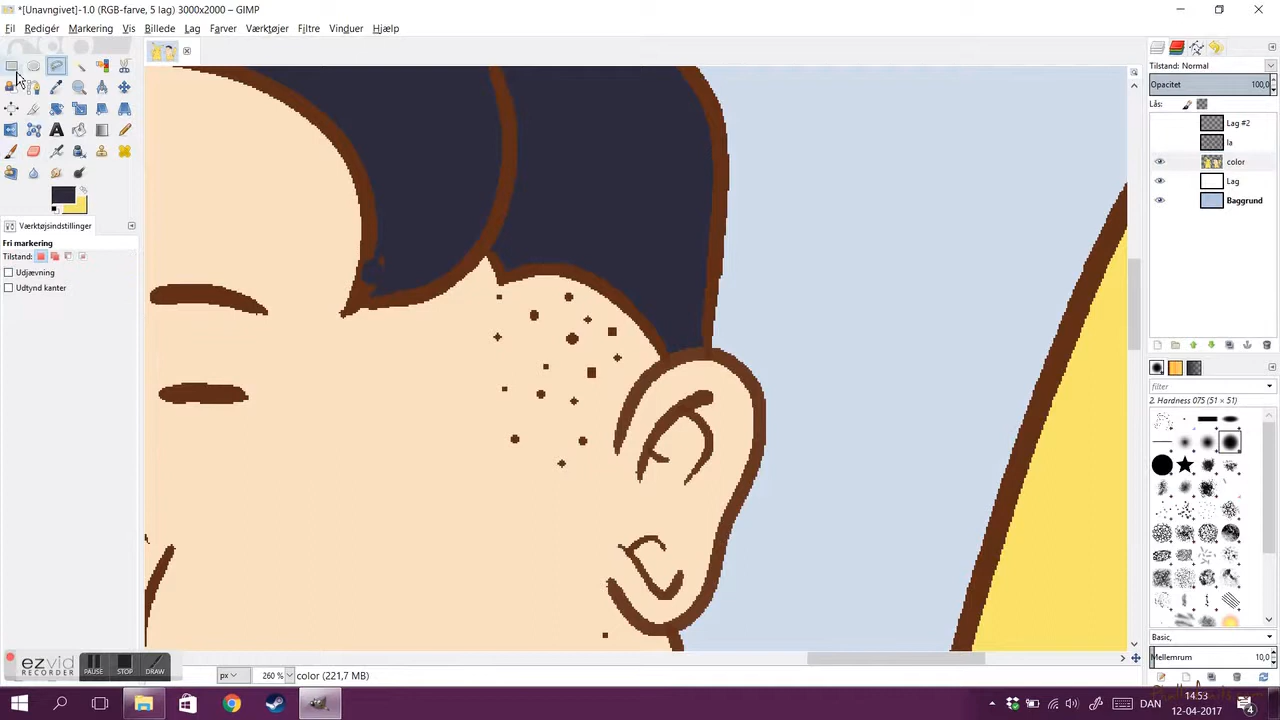 *[Unavngivet]-1.0 (RGB-farve, 5 lag) 3000x2000 – GIMP
Fil Redigér Markering Vis Billede Lag Farver Værktøjer Filtre Vinduer Hjælp
Værktøjsindstillinger
Fri markering
Tilstand:
Udjævning
Udtynd kanter
Tilstand: Normal
Opacitet 100,0
Lås:
Lag #2
la
color
Lag
Baggrund
filter
2. Hardness 075 (51 × 51)
Basic,
Mellemrum 10,0
ezvid
RECORDER
PAUSE STOP DRAW
px 260 % color (221,7 MB)
DAN
14.53
12-04-2017
4